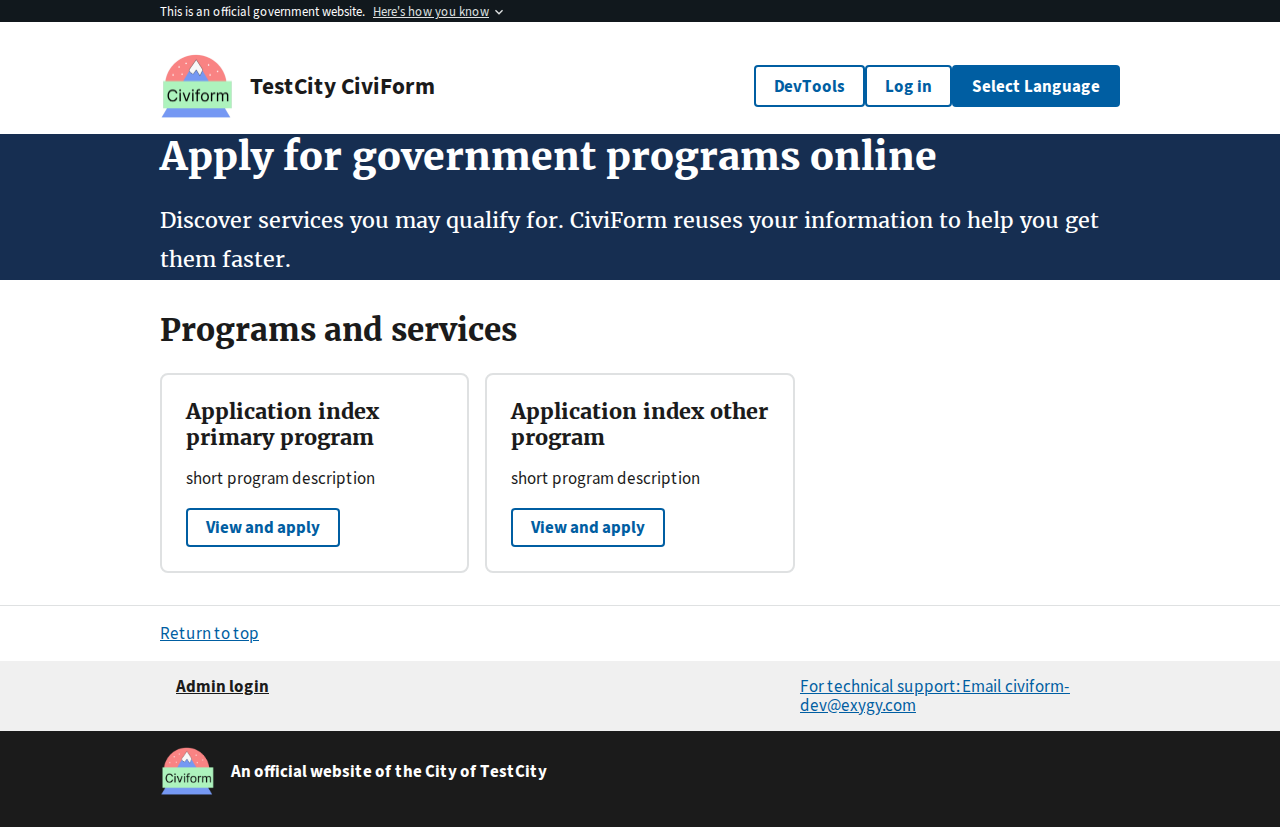 This is an official government website. Here's how you know
Civiform
TestCity CiviForm
DevTools
Log in
Select Language
Apply for government programs online
Discover services you may qualify for. CiviForm reuses your information to help you get
them faster.
Programs and services
Application index
primary program
short program description
View and apply
Application index other
program
short program description
View and apply
Return to top
Admin login
For technical support: Email civiform-
dev@exygy.com
Civiform
An official website of the City of TestCity